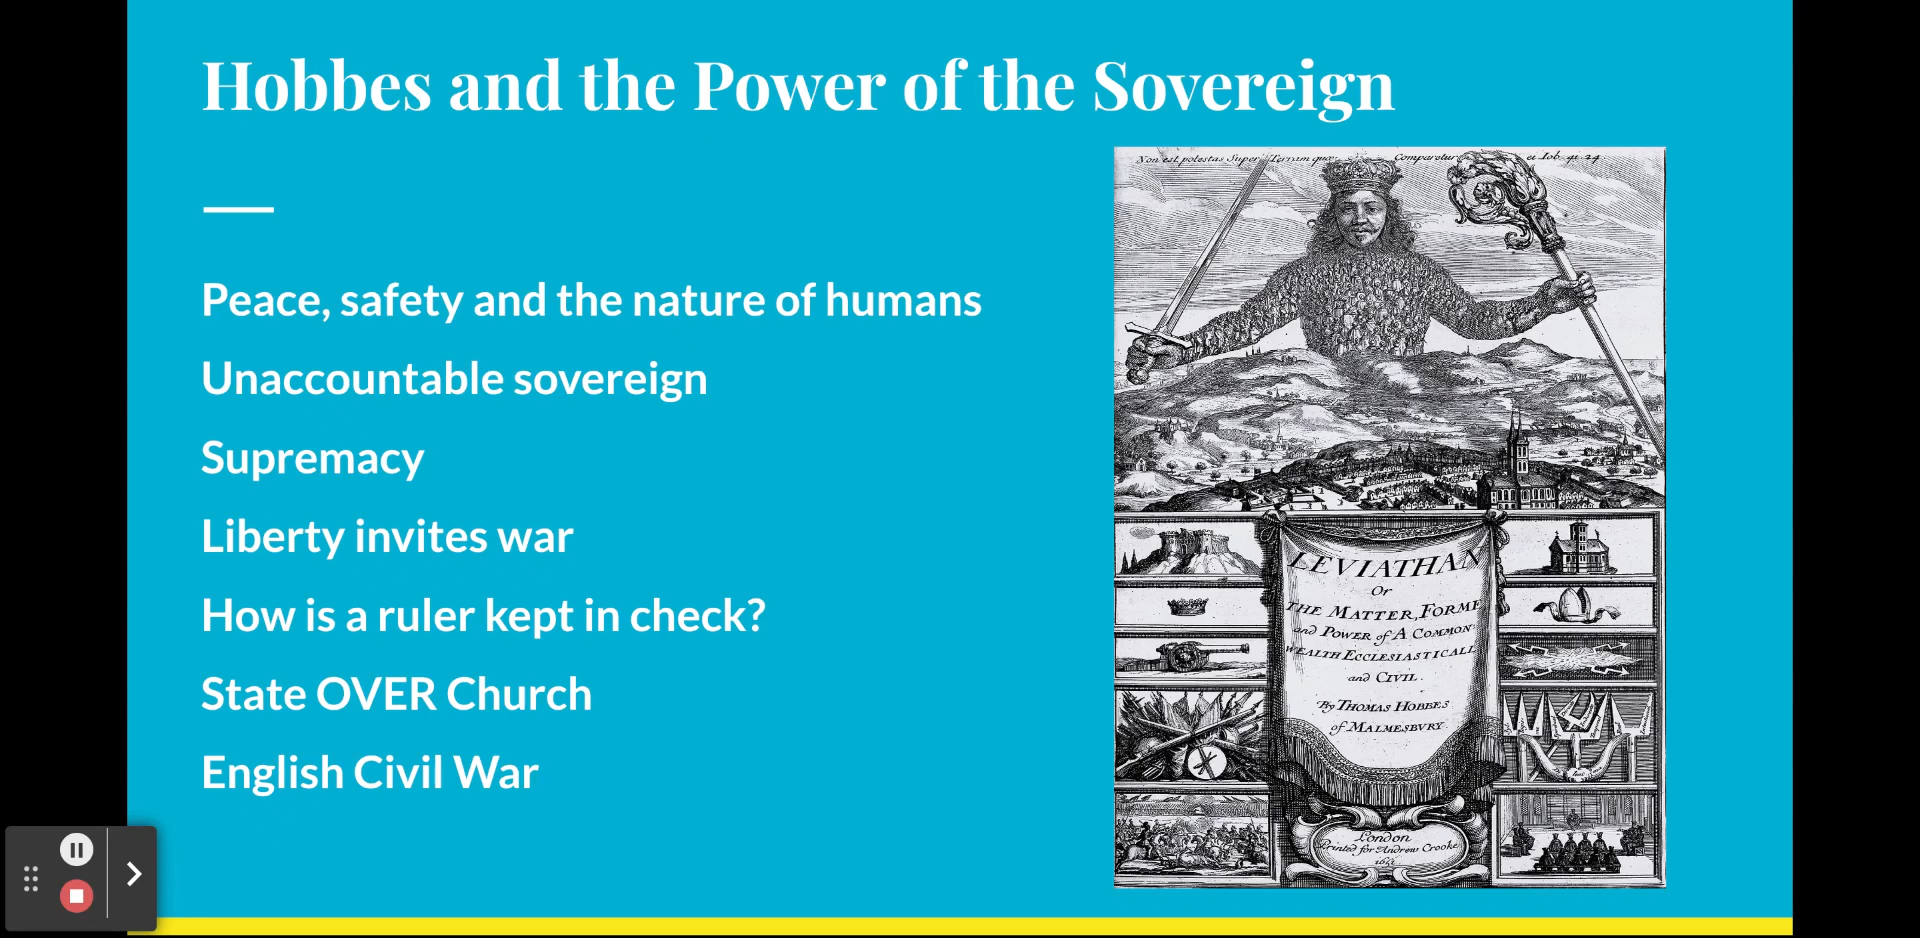 Hobbes and the Power of the Sovereign
Peace, safety and the nature of humans
Unaccountable sovereign
Supremacy
Liberty invites war
How is a ruler kept in check?
State OVER Church
English Civil War
Non est potestas Super Terram quæ Comparetur ei Iob. 41. 24
LEVIATHAN
Or
THE MATTER, FORME
and POWER of A COMMON-
WEALTH ECCLESIASTICALL
and CIVIL.
By THOMAS HOBBES
of MALMESBVRY.
London
Printed for Andrew Crooke